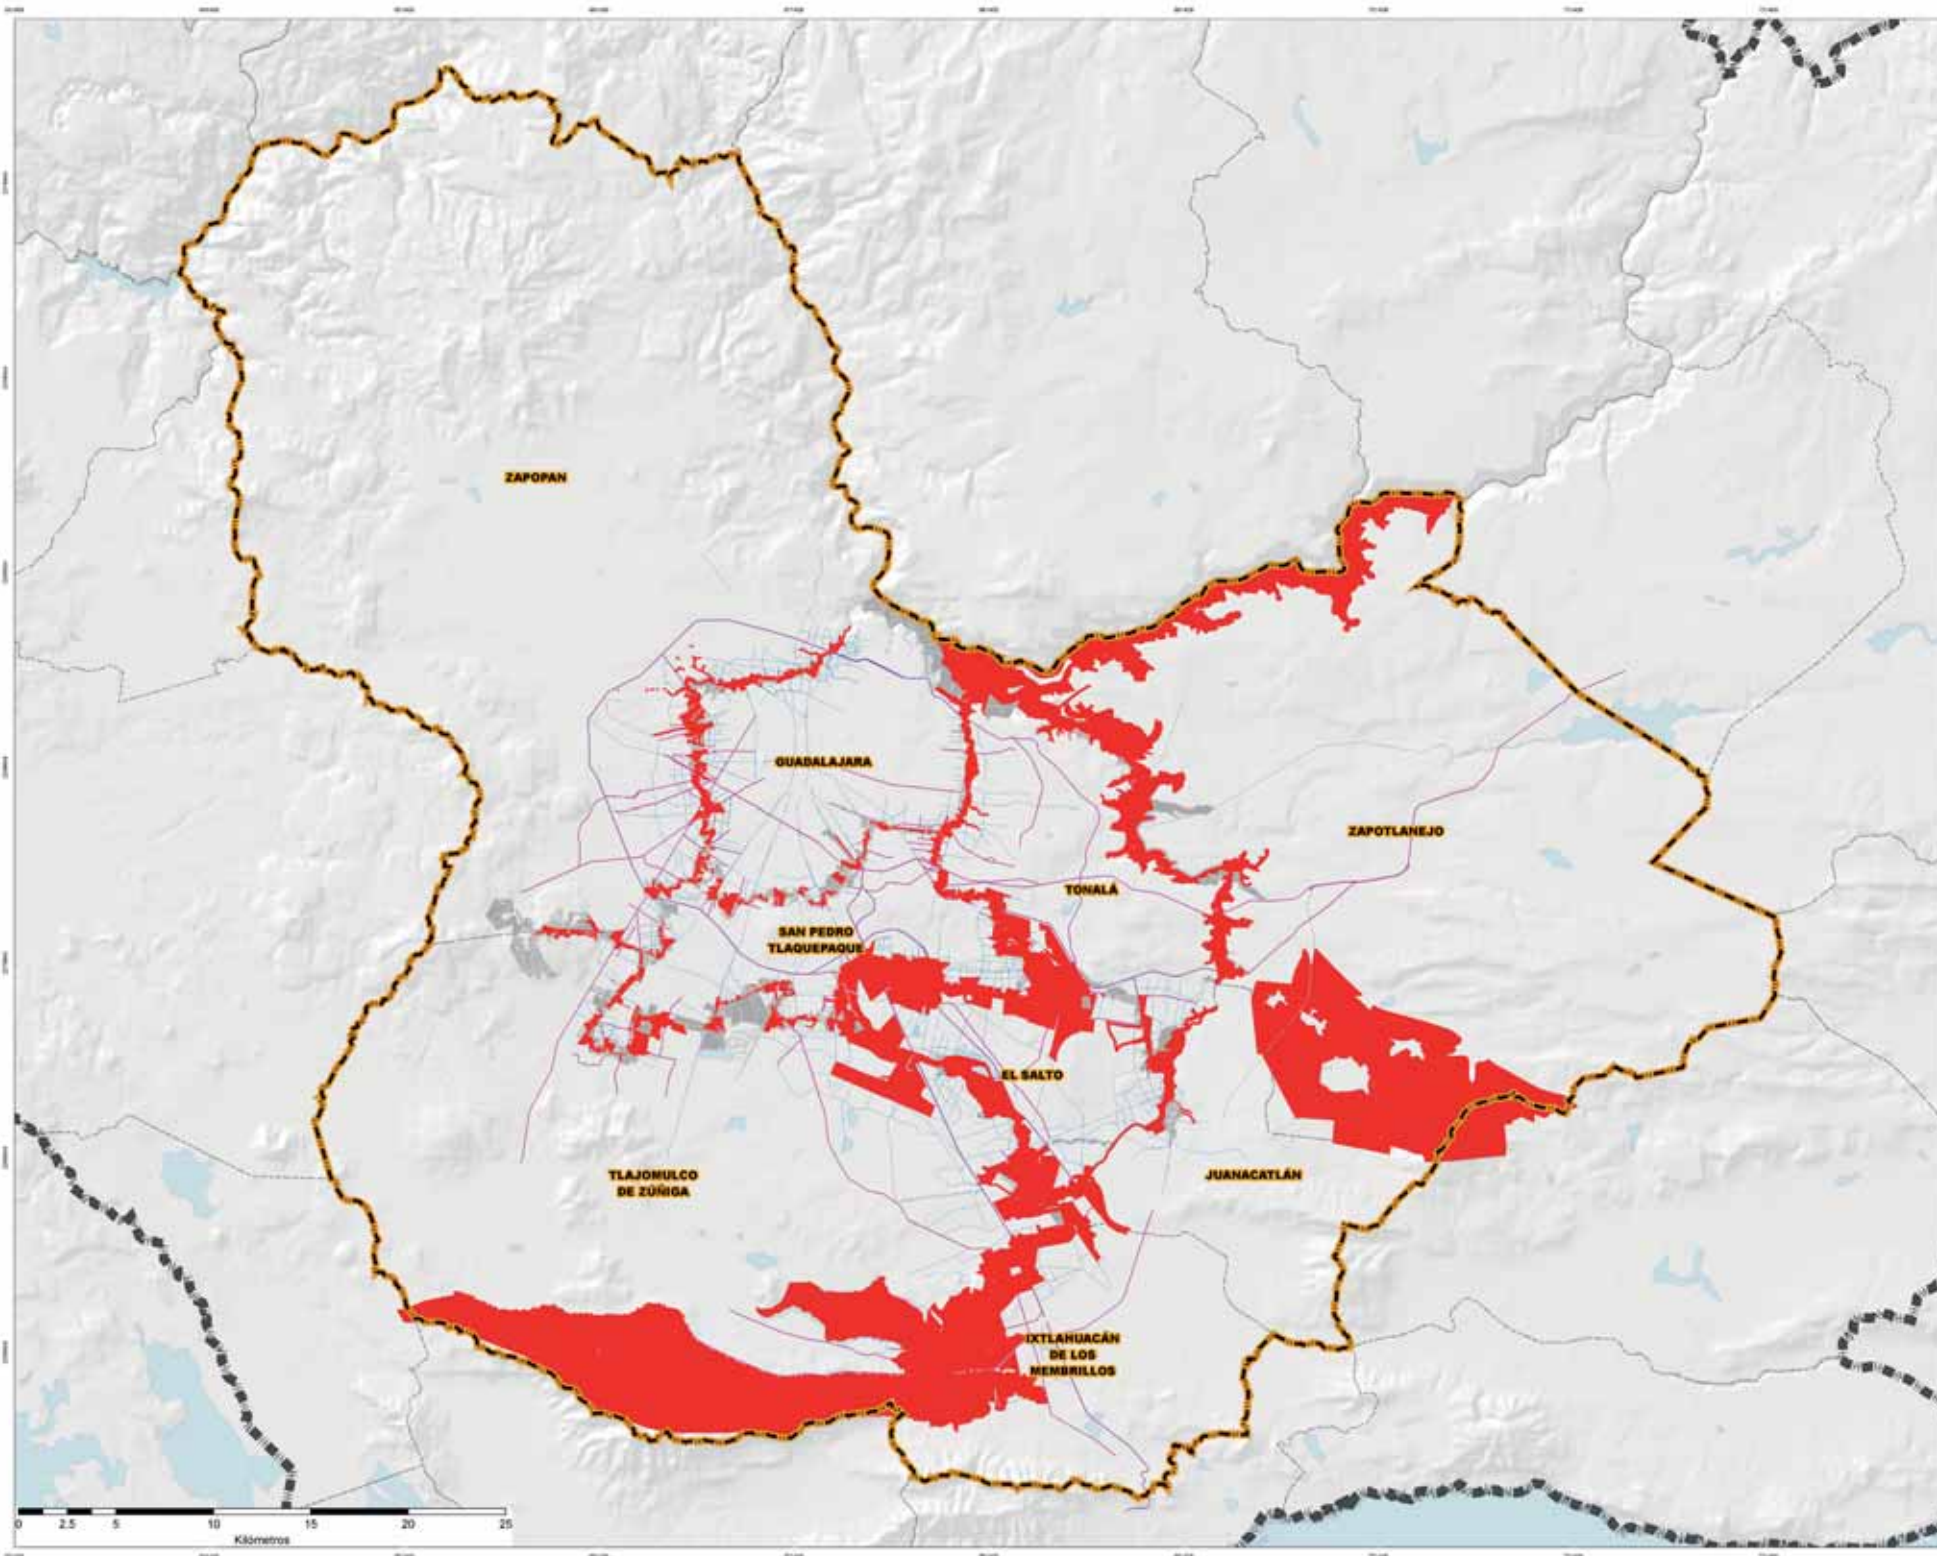 ZAPOPAN
GUADALAJARA
ZAPOTLANEJO
TONALÁ
SAN PEDRO
TLAQUEPAQUE
EL SALTO
TLAJOMULCO
DE ZÚÑIGA
JUANACATLÁN
IXTLAHUACÁN
DE LOS
MEMBRILLOS
0 2.5 5 10 15 20 25
Kilómetros